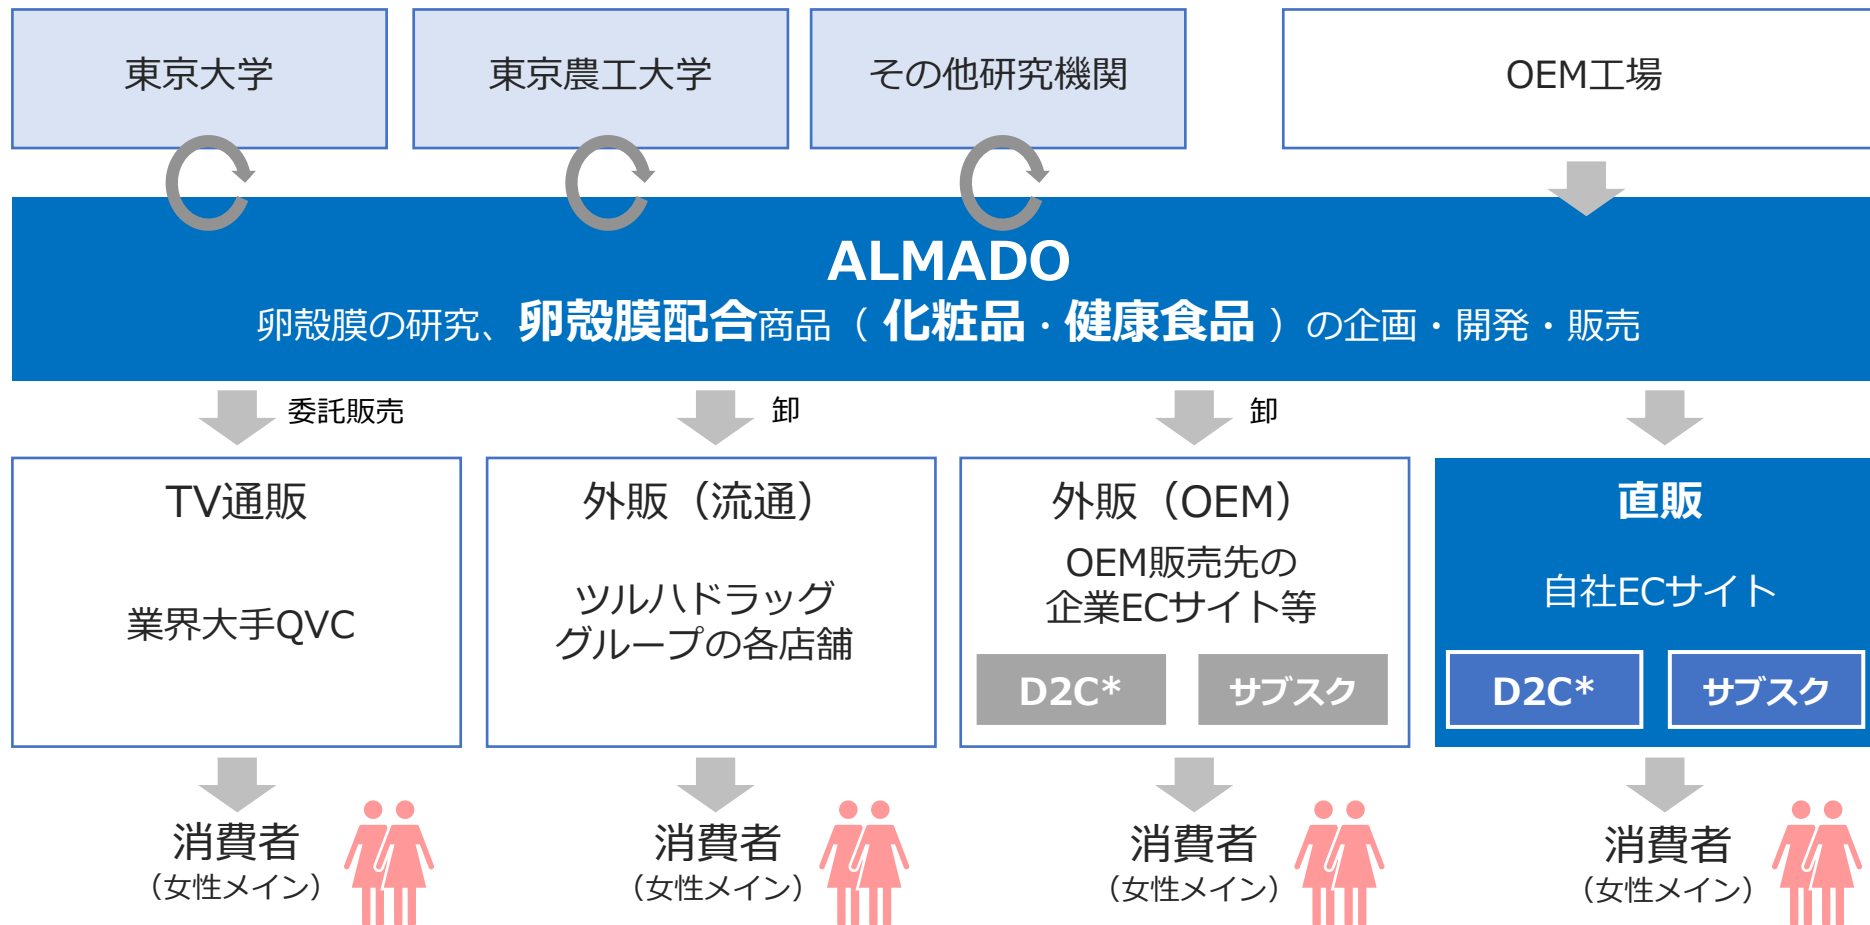 東京大学
東京農工大学
その他研究機関
OEM工場
ALMADO
卵殻膜の研究、卵殻膜配合商品（ 化粧品・健康食品 ）の企画・開発・販売
委託販売
卸
卸
TV通販
業界大手QVC
外販（流通）
ツルハドラッグ
グループの各店舗
外販（OEM）
OEM販売先の
企業ECサイト等
D2C*
サブスク
直販
自社ECサイト
D2C*
サブスク
消費者
（女性メイン）
消費者
（女性メイン）
消費者
（女性メイン）
消費者
（女性メイン）